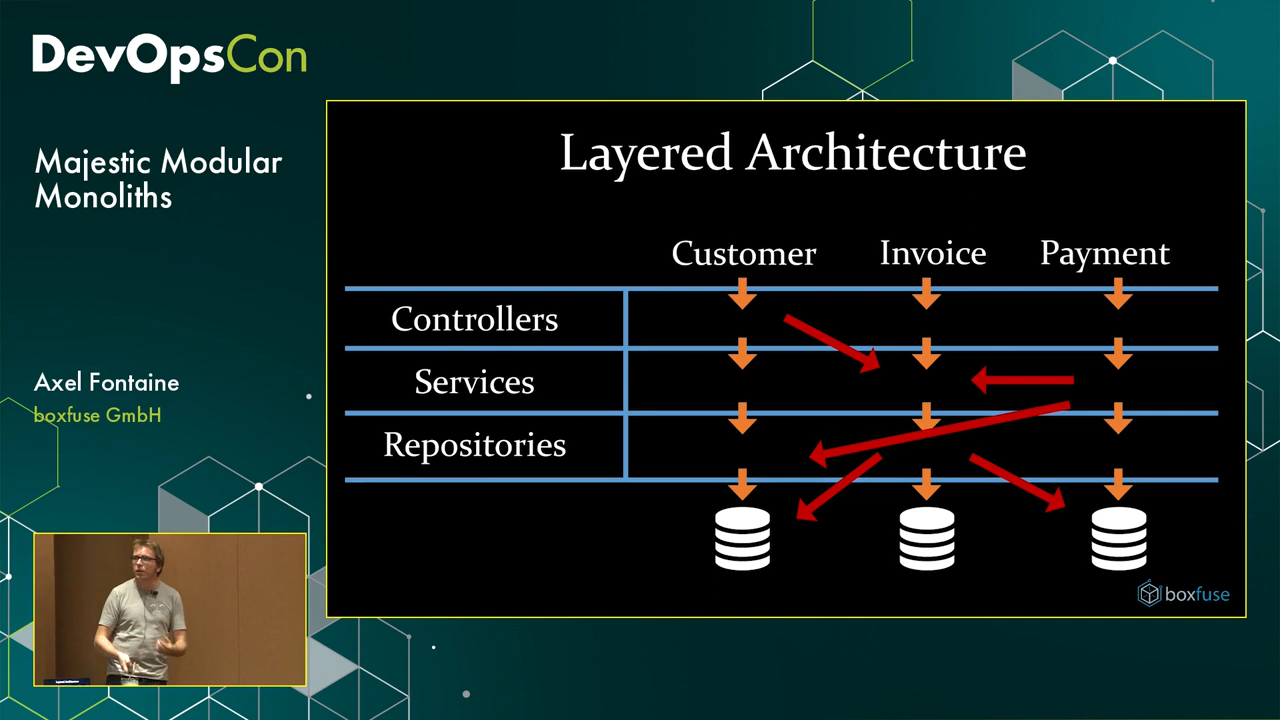 DevOpsCon
Majestic Modular
Monoliths
Axel Fontaine
boxfuse GmbH
Layered Architecture
Customer Invoice Payment
Controllers
Services
Repositories
boxfuse